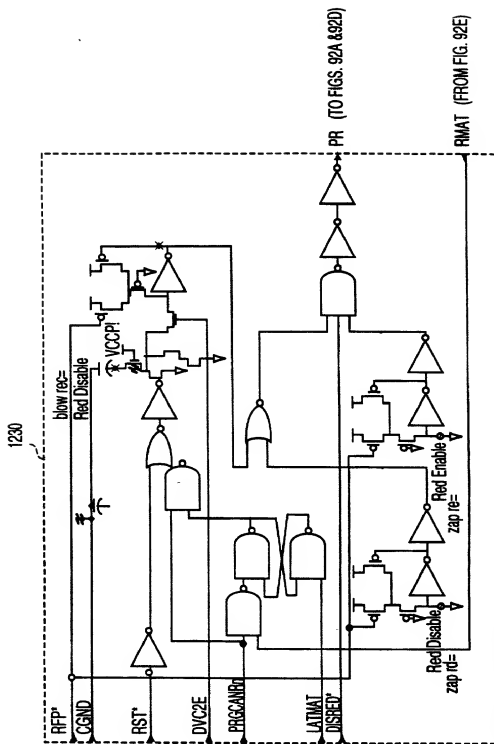 1230
RFP*
CGND
RST*
DVC2E
PRGCANR
LATMAT
DISRED*
blow rec=
Red Disable
VCCP!
Red Disable
zap rd=
Red Enable
zap re=
PR (TO FIGS. 92A &92D)
RMAT (FROM FIG. 92E)